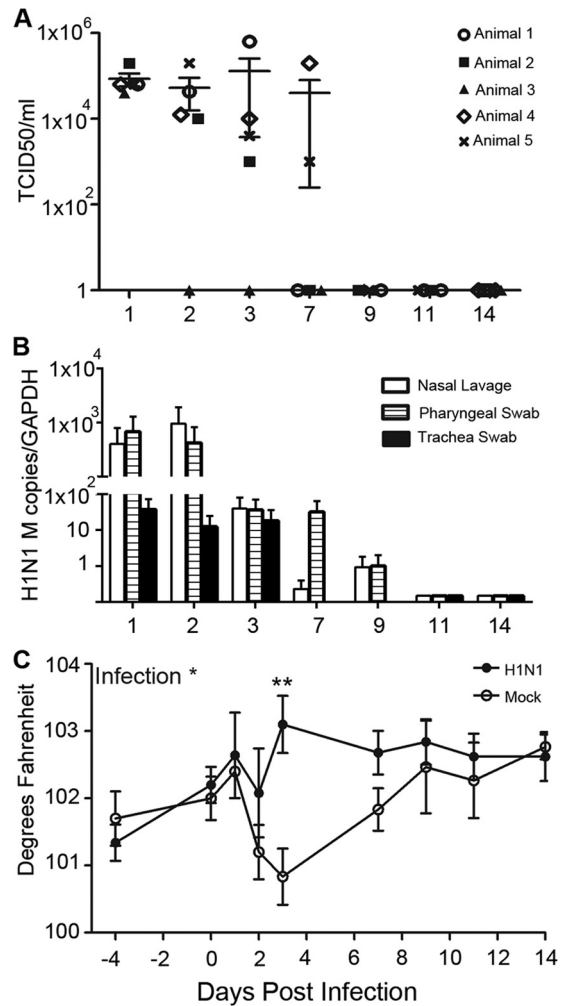 A
TCID50/ml
1x10^6
1x10^4
1x10^2
1
1 2 3 7 9 11 14
Animal 1
Animal 2
Animal 3
Animal 4
Animal 5
B
H1N1 M copies/GAPDH
1x10^4
1x10^3
1x10^2
10
1
1 2 3 7 9 11 14
Nasal Lavage
Pharyngeal Swab
Trachea Swab
C
Degrees Fahrenheit
104
103
102
101
100
Infection *
**
H1N1
Mock
-4 -2 0 2 4 6 8 10 12 14
Days Post Infection